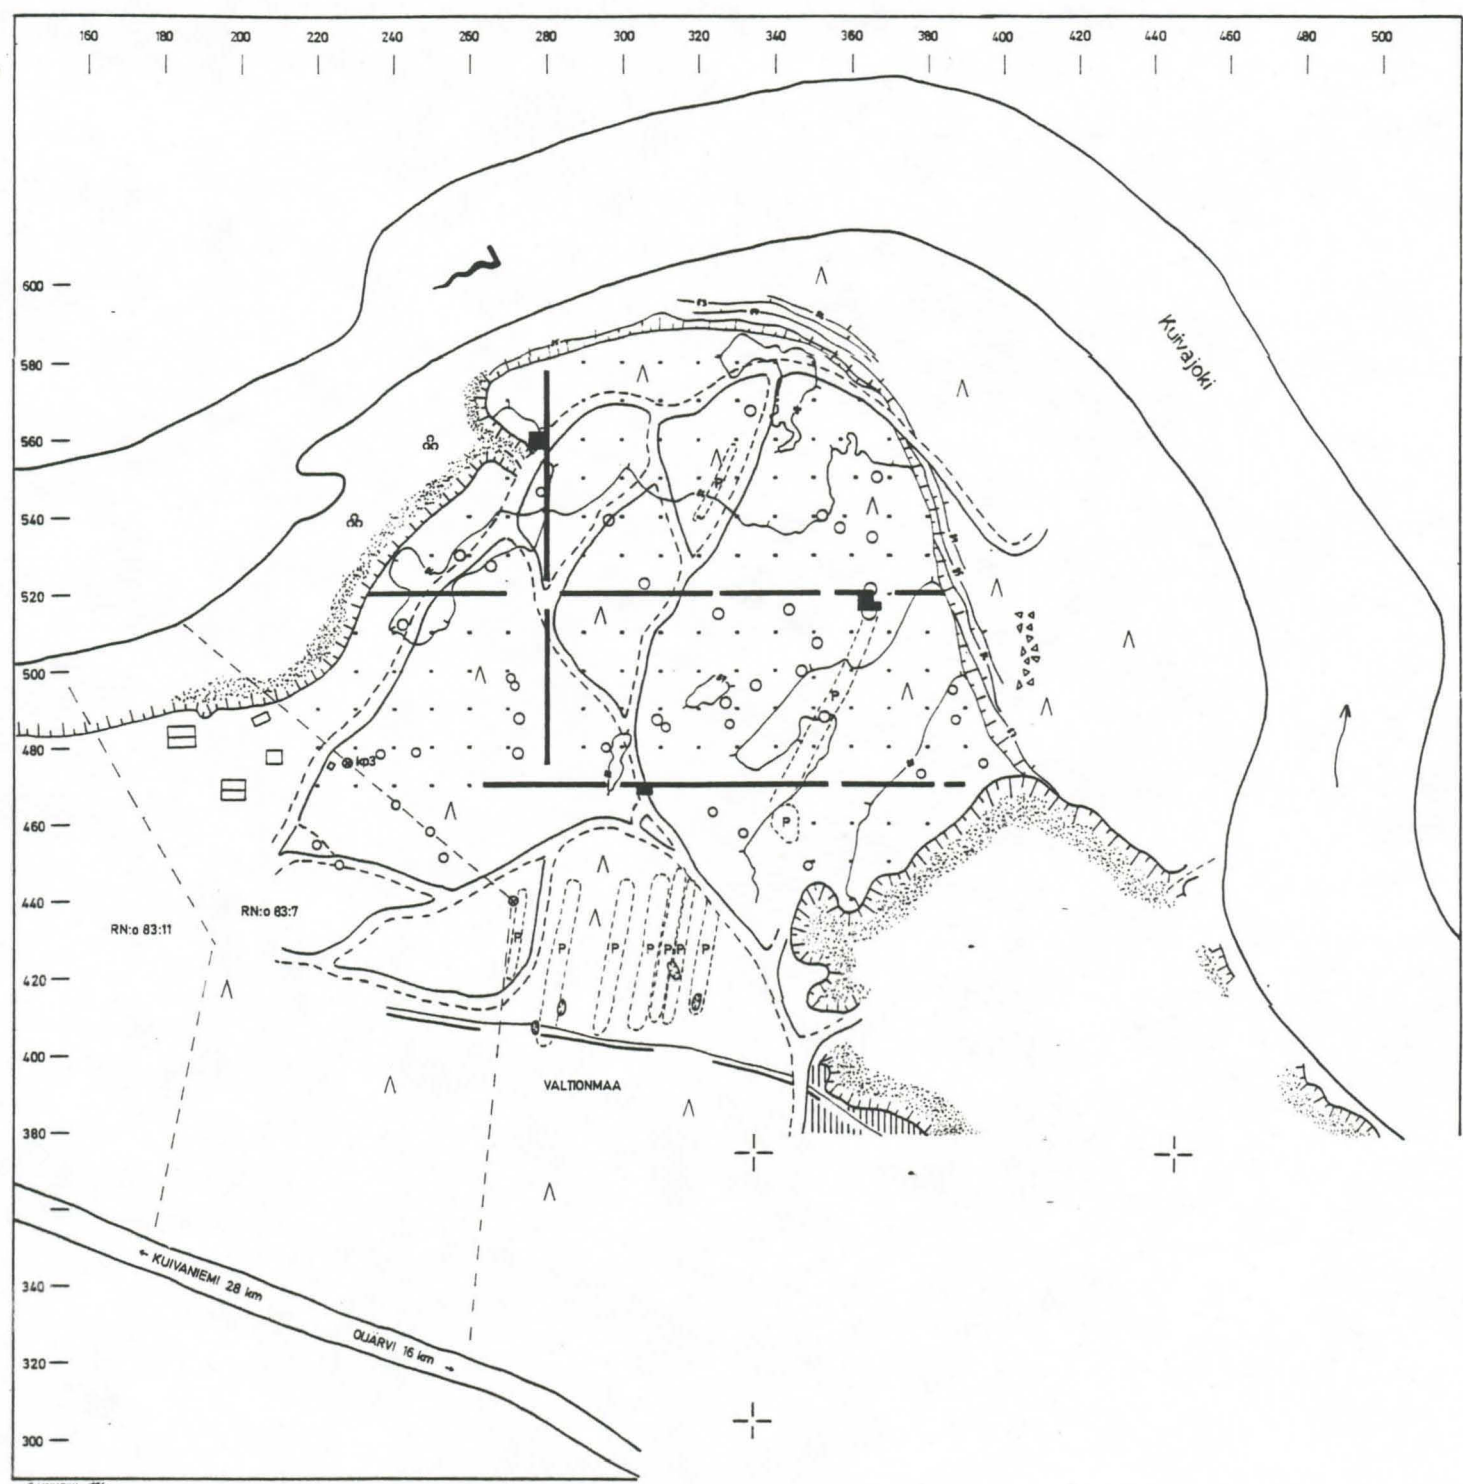 160 180 200 220 240 260 280 300 320 340 360 380 400 420 440 460 480 500
600
Kuivajoki
580
560
540
520
500
480
kp3
P
460
P
440
RN:o 83:7
RN:o 83:11
P P P P P P P
420
400
VALTIONMAA
380
← KUIVANIEMI 28 km
340
OIJÄRVI 16 km →
320
300